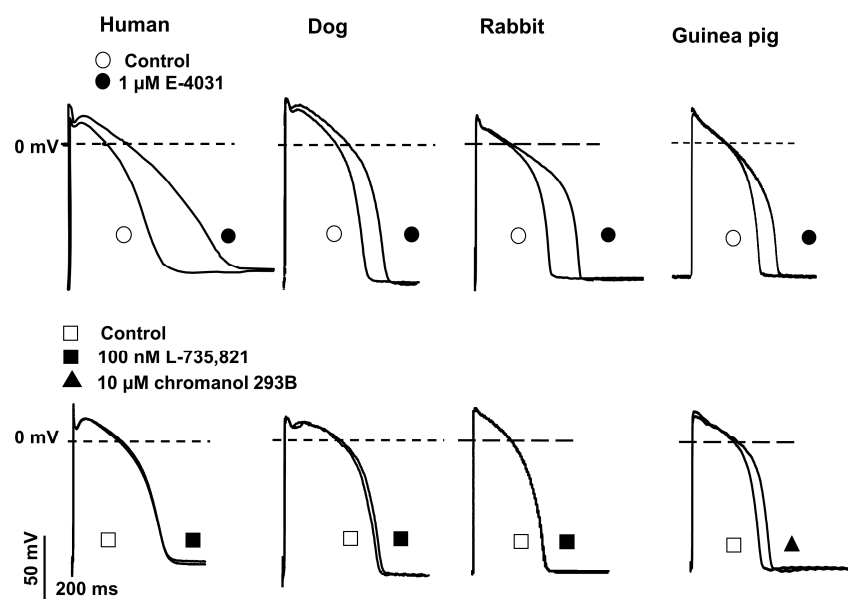 Human Dog Rabbit Guinea pig
Control
1 µM E-4031
0 mV
Control
100 nM L-735,821
10 µM chromanol 293B
0 mV
50 mV
200 ms